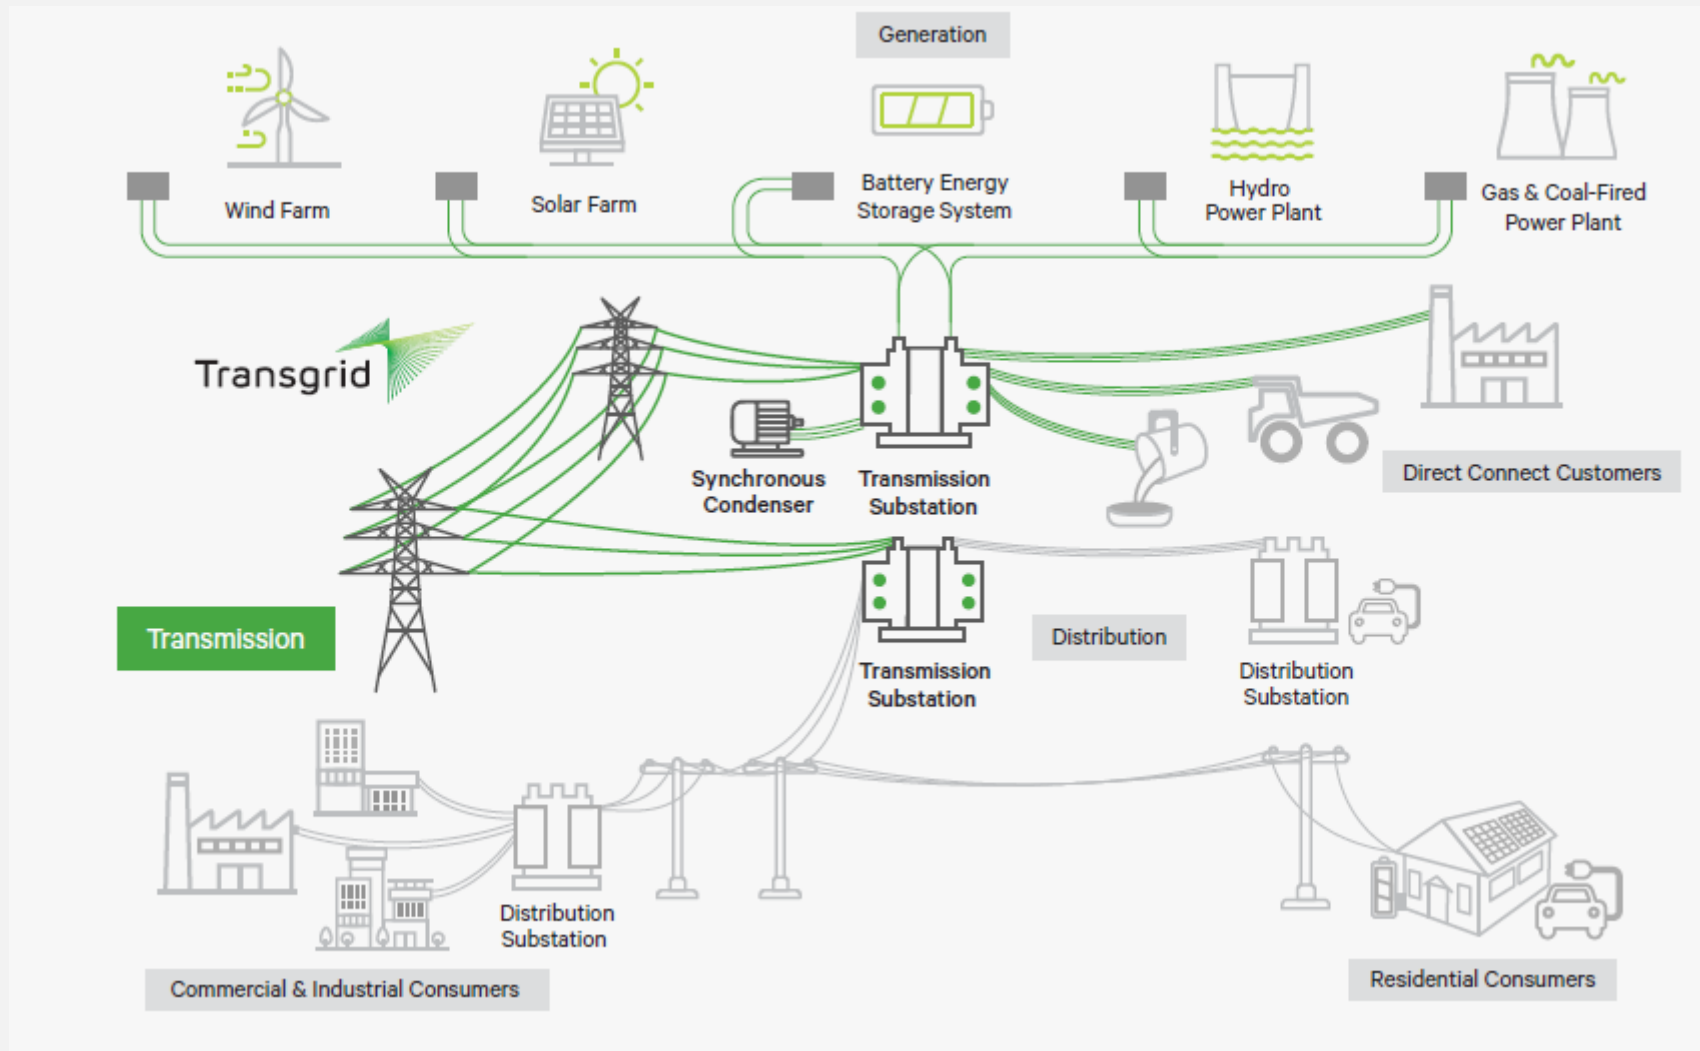 Generation
Wind Farm
Solar Farm
Battery Energy
Storage System
Hydro
Power Plant
Gas & Coal-Fired
Power Plant
Transgrid
Synchronous
Condenser
Transmission
Substation
Direct Connect Customers
Transmission
Transmission
Substation
Distribution
Distribution
Substation
Distribution
Substation
Commercial & Industrial Consumers
Residential Consumers